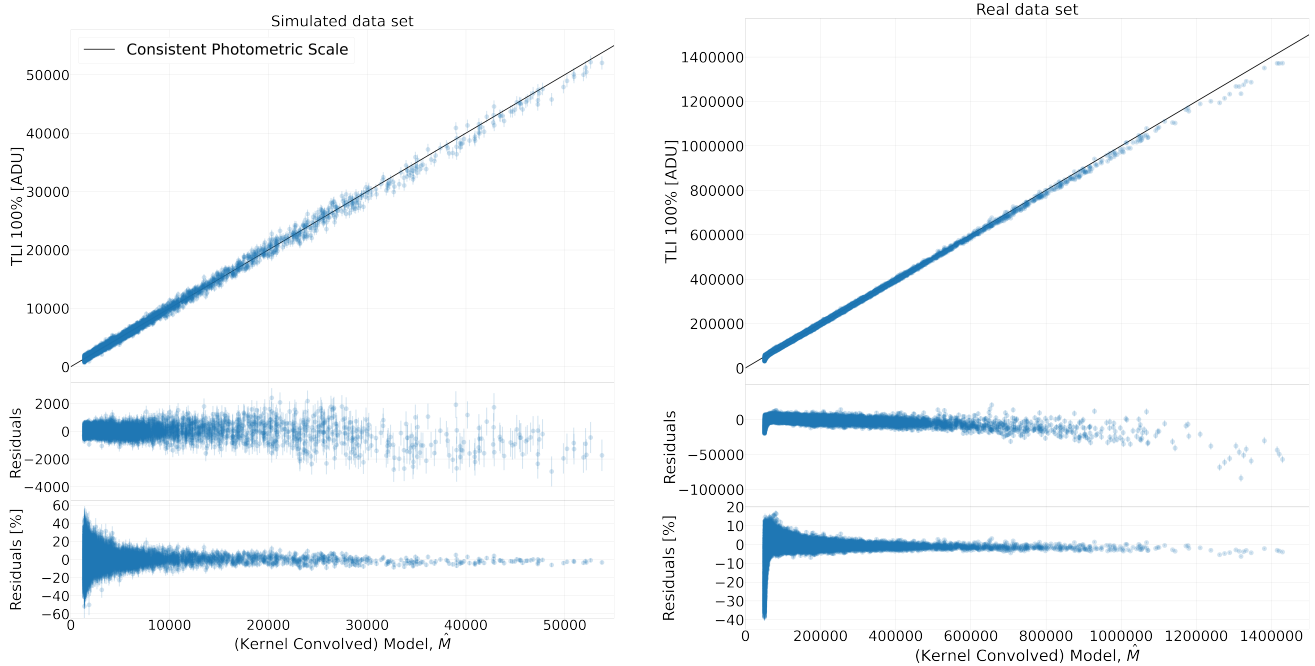 Simulated data set
Consistent Photometric Scale
TLI 100% [ADU]
50000
40000
30000
20000
10000
0
Residuals
2000
0
−2000
−4000
Residuals [%]
60
40
20
0
−20
−40
−60
0 10000 20000 30000 40000 50000
(Kernel Convolved) Model, M̂
Real data set
TLI 100% [ADU]
1400000
1200000
1000000
800000
600000
400000
200000
0
Residuals
0
−50000
−100000
Residuals [%]
20
10
0
−10
−20
−30
−40
0 200000 400000 600000 800000 1000000 1200000 1400000
(Kernel Convolved) Model, M̂